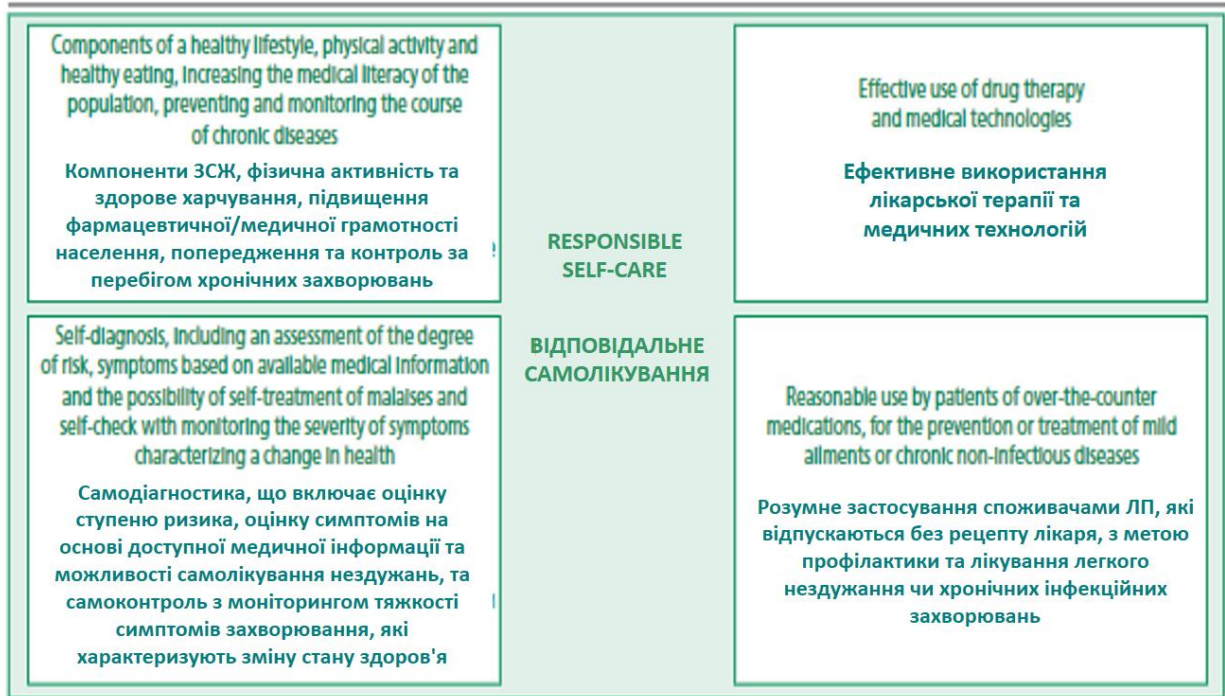 Components of a healthy lifestyle, physical activity and
healthy eating, increasing the medical literacy of the
population, preventing and monitoring the course
of chronic diseases
Компоненти ЗСЖ, фізична активність та
здорове харчування, підвищення
фармацевтичної/медичної грамотності
населення, попередження та контроль за
перебігом хронічних захворювань
Self-diagnosis, including an assessment of the degree
of risk, symptoms based on available medical information
and the possibility of self-treatment of malaises and
self-check with monitoring the severity of symptoms
characterizing a change in health
Самодіагностика, що включає оцінку
ступеню ризика, оцінку симптомів на
основі доступної медичної інформації та
можливості самолікування нездужань, та
самоконтроль з моніторингом тяжкості
симптомів захворювання, які
характеризують зміну стану здоров'я
RESPONSIBLE
SELF-CARE
ВІДПОВІДАЛЬНЕ
САМОЛІКУВАННЯ
Effective use of drug therapy
and medical technologies
Ефективне використання
лікарської терапії та
медичних технологій
Reasonable use by patients of over-the-counter
medications, for the prevention or treatment of mild
ailments or chronic non-infectious diseases
Розумне застосування споживачами ЛП, які
відпускаються без рецепту лікаря, з метою
профілактики та лікування легкого
нездужання чи хронічних інфекційних
захворювань